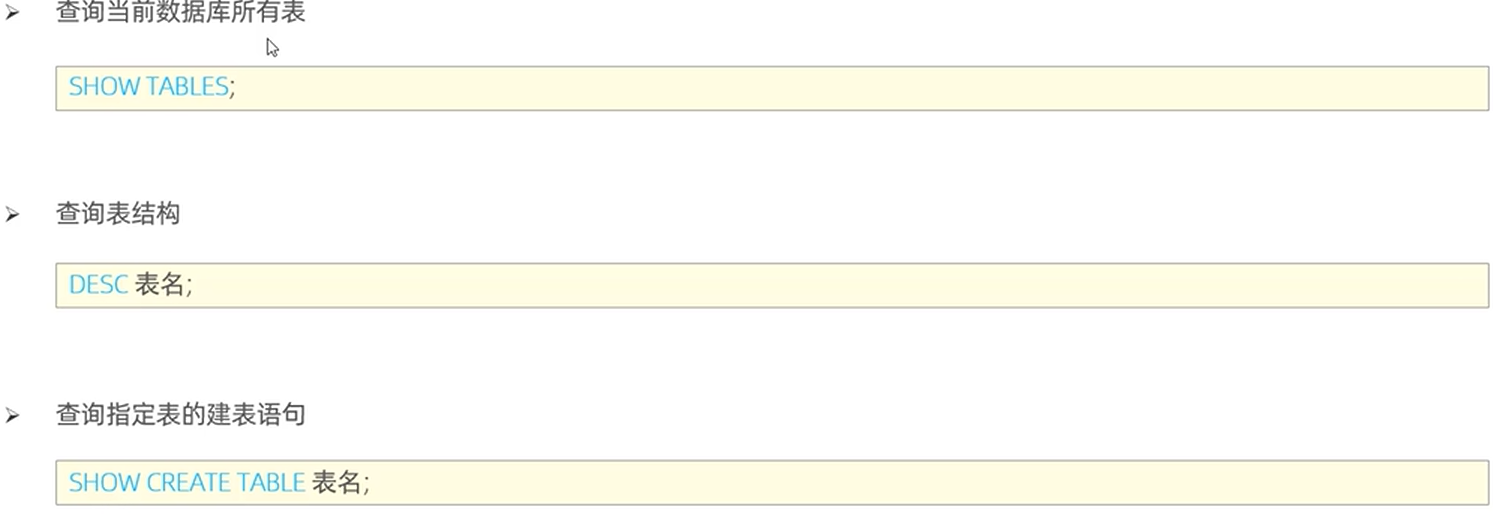 查询当前数据库所有表
SHOW TABLES;
查询表结构
DESC 表名;
查询指定表的建表语句
SHOW CREATE TABLE 表名;